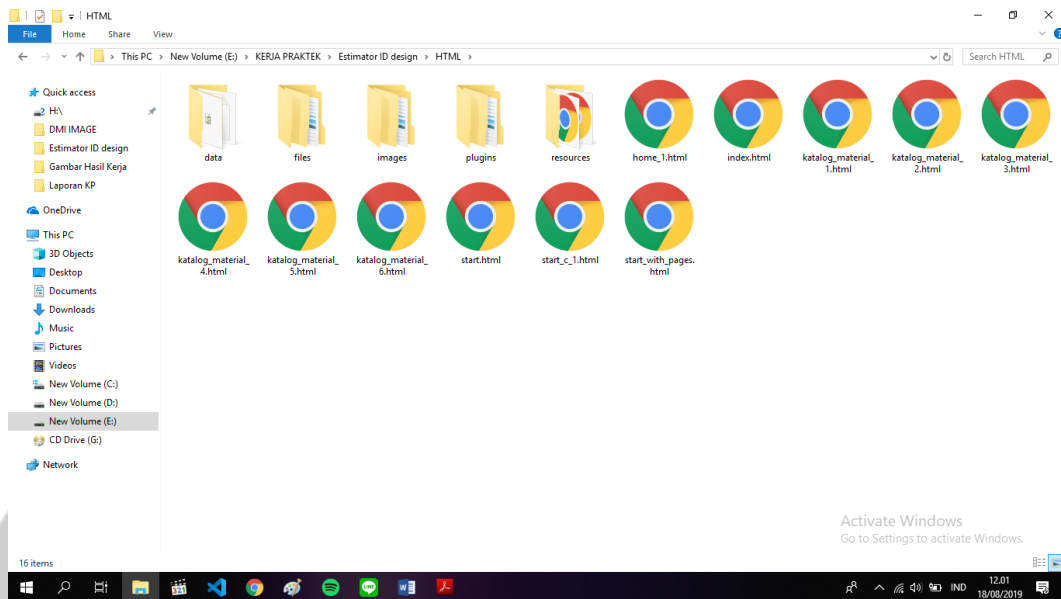 HTML
File Home Share View
This PC New Volume (E:) KERJA PRAKTEK Estimator ID design HTML
Search HTML
Quick access
H:\
DMI IMAGE
Estimator ID design
Gambar Hasil Kerja
Laporan KP
OneDrive
This PC
3D Objects
Desktop
Documents
Downloads
Music
Pictures
Videos
New Volume (C:)
New Volume (D:)
New Volume (E:)
CD Drive (G:)
Network
data files images plugins resources home_1.html index.html katalog_material_ katalog_material_ katalog_material_
1.html 2.html 3.html
katalog_material_ katalog_material_ katalog_material_ start.html start_c_1.html start_with_pages.
4.html 5.html 6.html html
Activate Windows
Go to Settings to activate Windows.
16 items
321
LINE
IND
12.01
18/08/2019